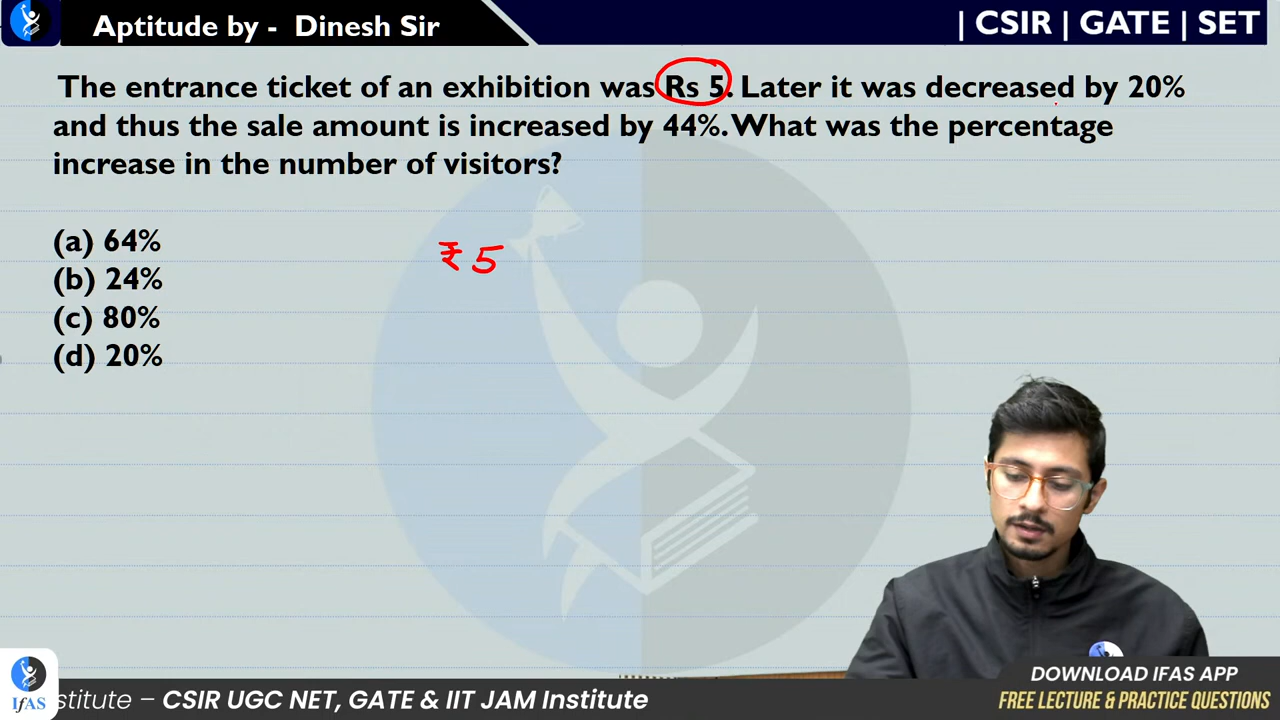 Aptitude by - Dinesh Sir
| CSIR | GATE | SET
The entrance ticket of an exhibition was Rs 5. Later it was decreased by 20%
and thus the sale amount is increased by 44%. What was the percentage
increase in the number of visitors?
(a) 64%
(b) 24%
(c) 80%
(d) 20%
₹ 5
DOWNLOAD IFAS APP
FREE LECTURE & PRACTICE QUESTIONS
IfAS
stitute – CSIR UGC NET, GATE & IIT JAM Institute